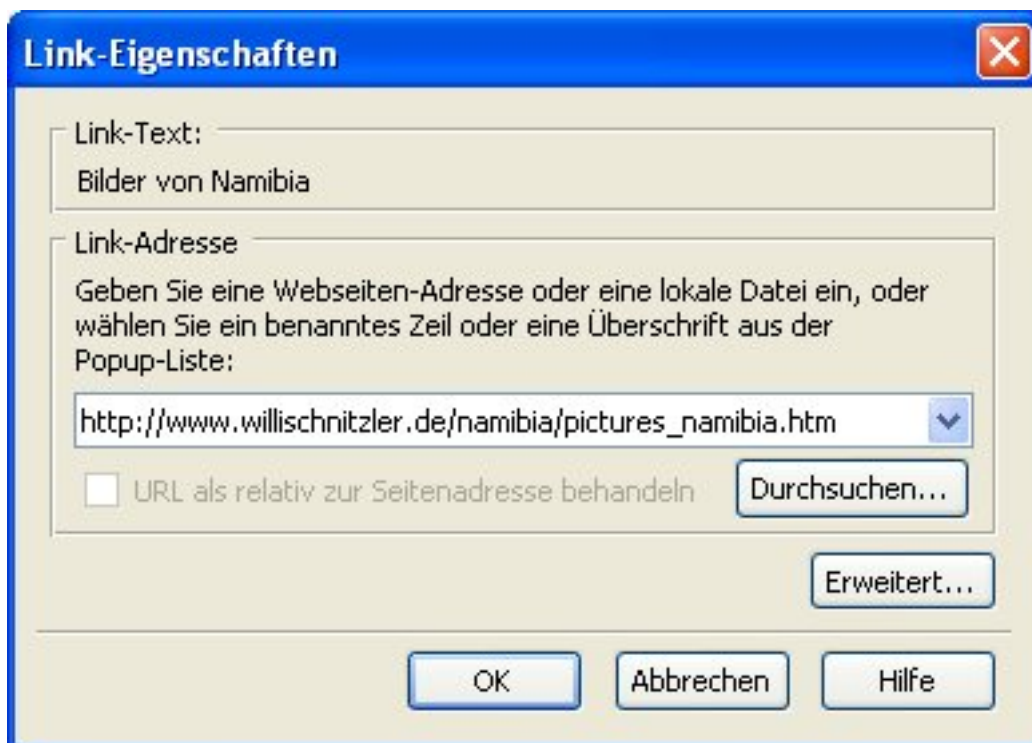 Link-Eigenschaften
Link-Text:
Bilder von Namibia
Link-Adresse
Geben Sie eine Webseiten-Adresse oder eine lokale Datei ein, oder
wählen Sie ein benanntes Zeil oder eine Überschrift aus der
Popup-Liste:
http://www.willischnitzler.de/namibia/pictures_namibia.htm
URL als relativ zur Seitenadresse behandeln
Durchsuchen...
Erweitert...
OK
Abbrechen
Hilfe